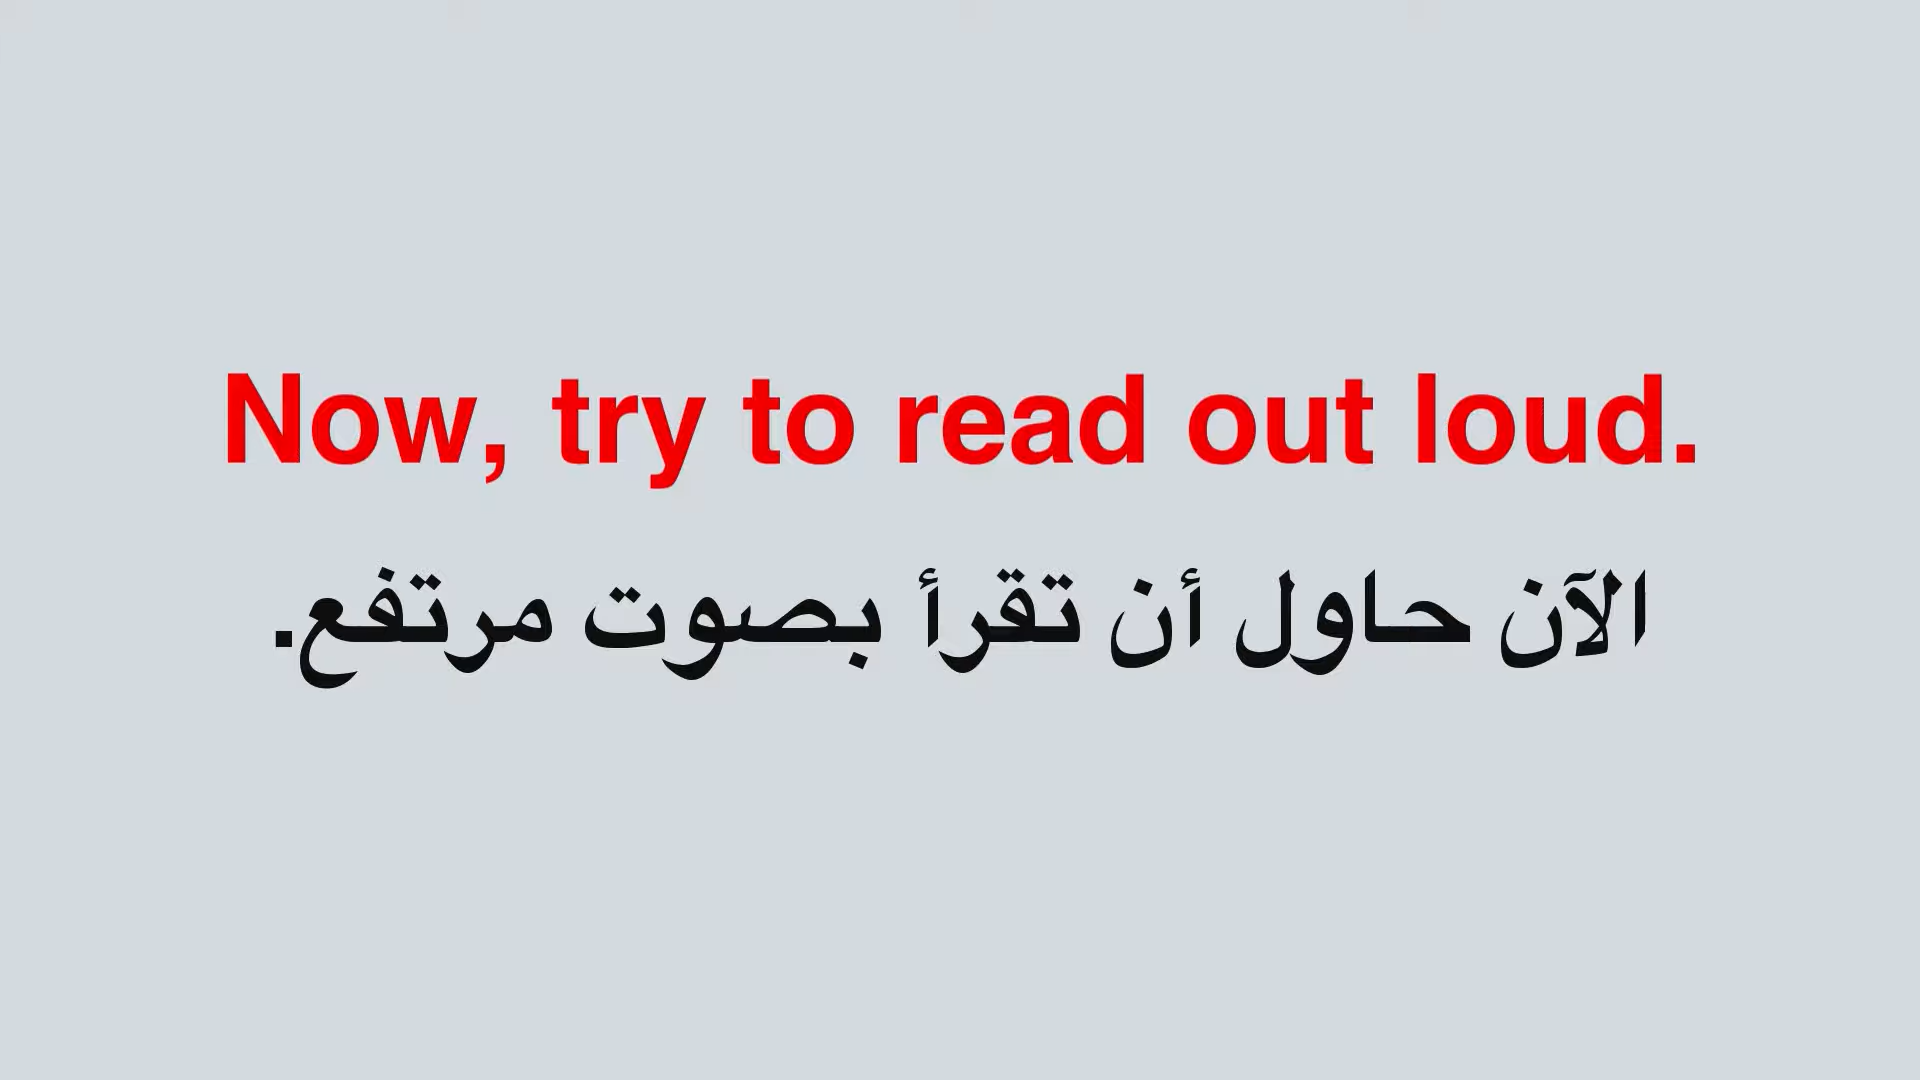 Now, try to read out loud.
الآن حاول أن تقرأ بصوت مرتفع.